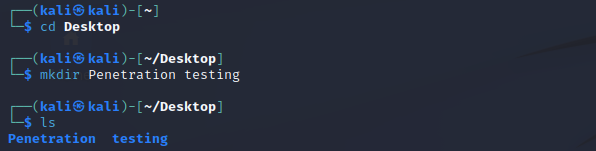 ┌──(kali㉿kali)-[~]
└─$ cd Desktop
┌──(kali㉿kali)-[~/Desktop]
└─$ mkdir Penetration testing
┌──(kali㉿kali)-[~/Desktop]
└─$ ls
Penetration  testing